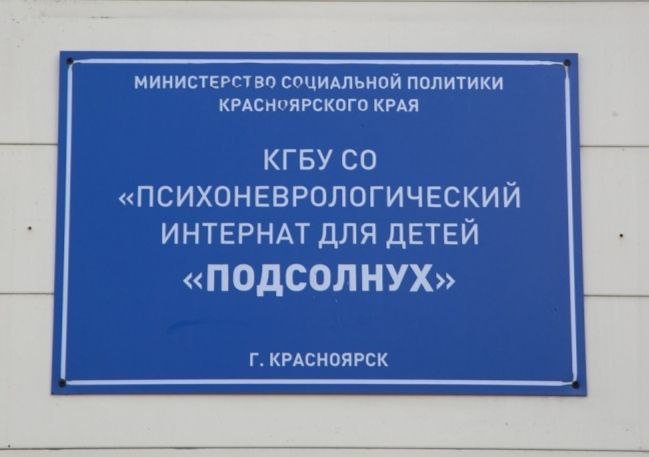 МИНИСТЕРСТВО СОЦИАЛЬНОЙ ПОЛИТИКИ
КРАСНОЯРСКОГО КРАЯ
КГБУ СО
«ПСИХОНЕВРОЛОГИЧЕСКИЙ
ИНТЕРНАТ ДЛЯ ДЕТЕЙ
«ПОДСОЛНУХ»
Г. КРАСНОЯРСК